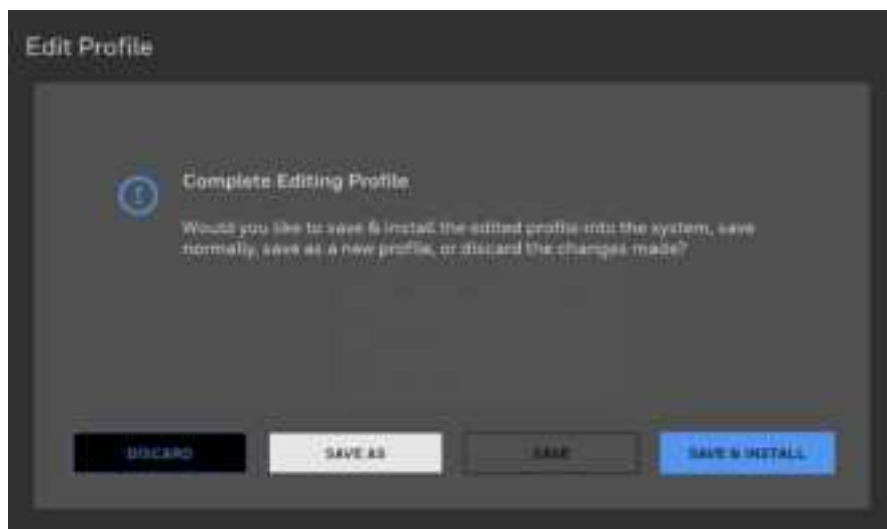 Edit Profile
Complete Editing Profile
Would you like to save & install the edited profile into the system, save
normally, save as a new profile, or discard the changes made?
DISCARD
SAVE AS
SAVE
SAVE & INSTALL